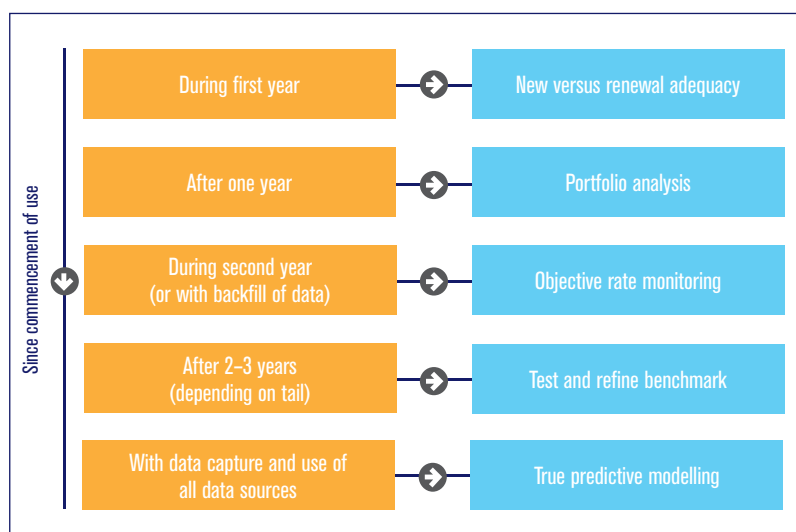 Since commencement of use
During first year
New versus renewal adequacy
After one year
Portfolio analysis
During second year
(or with backfill of data)
Objective rate monitoring
After 2–3 years
(depending on tail)
Test and refine benchmark
With data capture and use of
all data sources
True predictive modelling